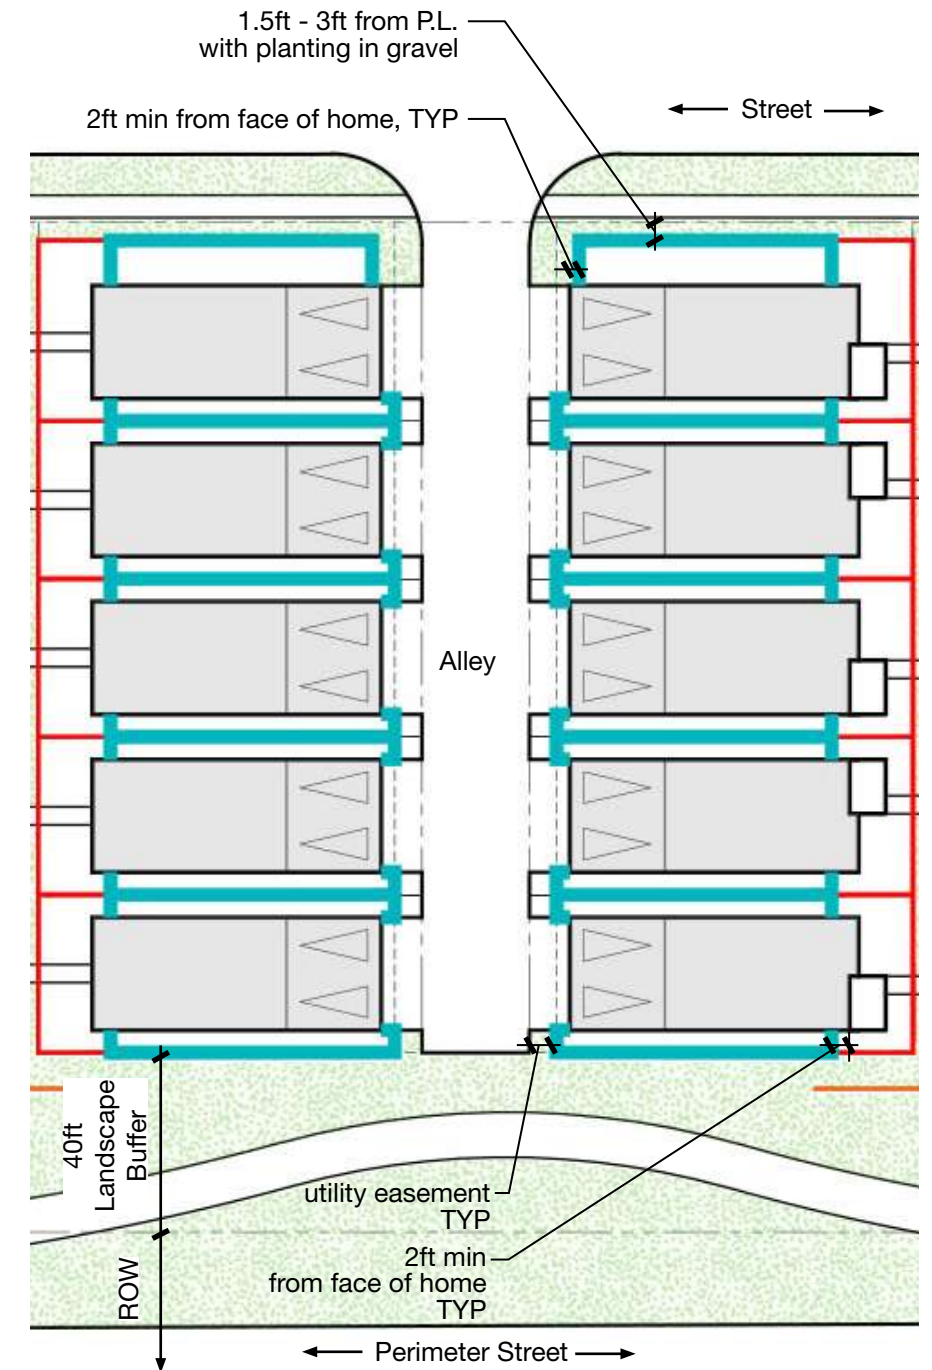 1.5ft - 3ft from P.L.
with planting in gravel
2ft min from face of home, TYP
Street
Alley
40ft
Landscape
Buffer
utility easement
TYP
2ft min
from face of home
TYP
ROW
Perimeter Street